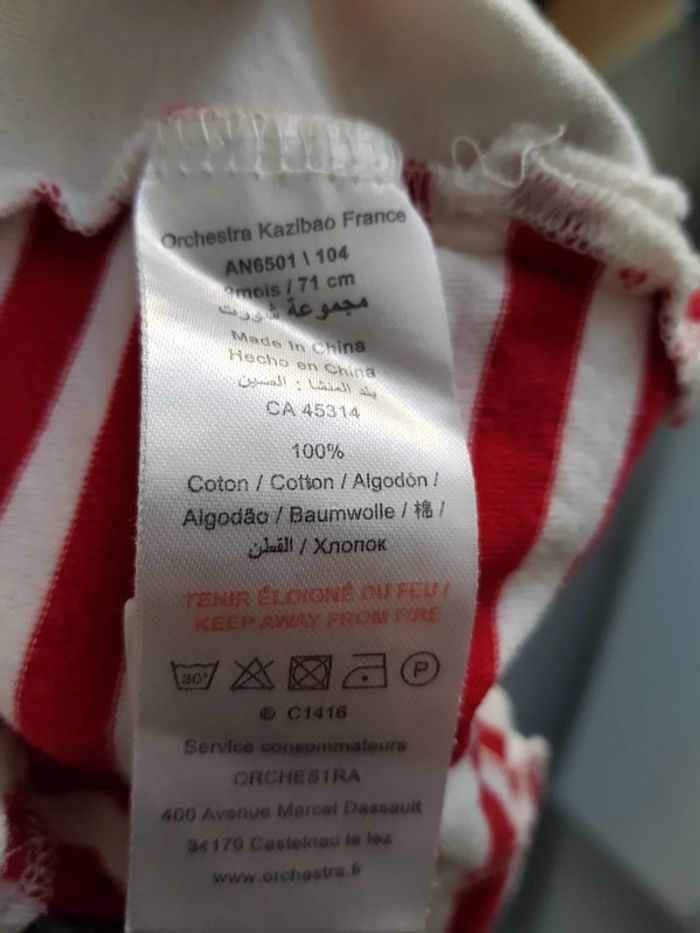 Orchestra Kazibao France
AN6501 \ 104
9mois / 71 cm
مجموعة شورت
Made in China
Hecho en China
بلد المنشا : الصين
CA 45314
100%
Coton / Cotton / Algodón /
Algodão / Baumwolle / 棉 /
القطن / Хлопок
TENIR ÉLOIGNÉ DU FEU /
KEEP AWAY FROM FIRE
30°
P
® C1416
Service consommateurs
ORCHESTRA
400 Avenue Marcel Dassault
34170 Castelnau le lez
www.orchestra.fr